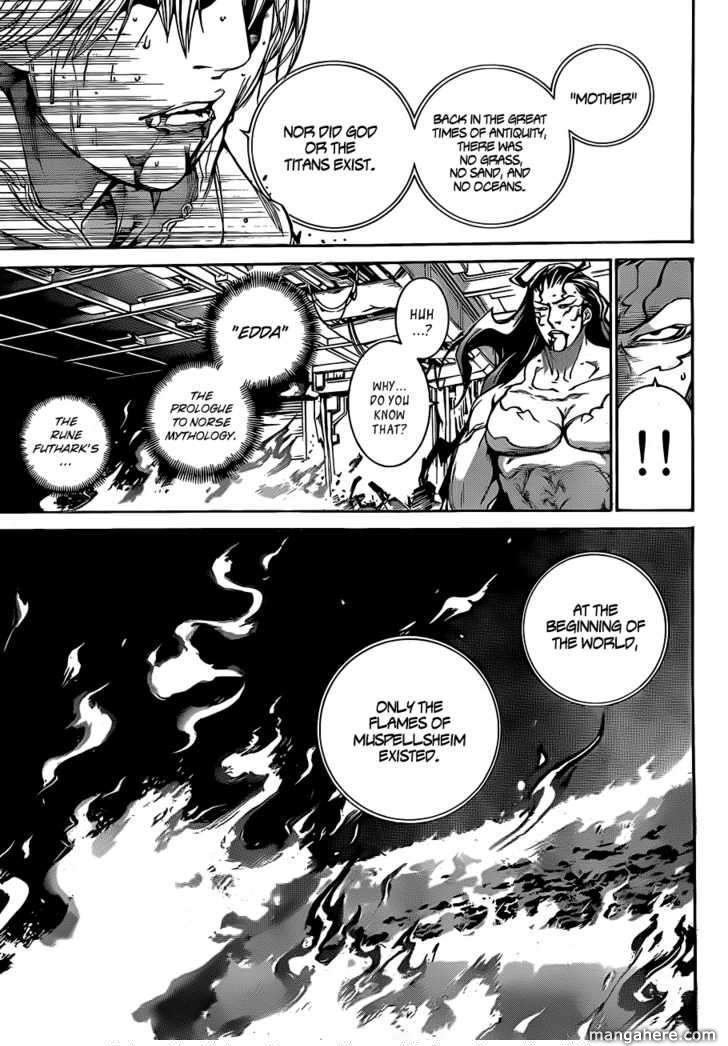 "MOTHER"
BACK IN THE GREAT
TIMES OF ANTIQUITY,
THERE WAS
NO GRASS,
NO SAND, AND
NO OCEANS.
NOR DID GOD
OR THE
TITANS EXIST.
!!
HUH
...?
WHY...
DO YOU
KNOW
THAT?
"EDDA"
THE
PROLOGUE
TO NORSE
MYTHOLOGY.
THE
RUNE
FUTHARK'S
...
AT THE
BEGINNING OF
THE WORLD,
ONLY THE
FLAMES OF
MUSPELLSHEIM
EXISTED.
mangahere.com